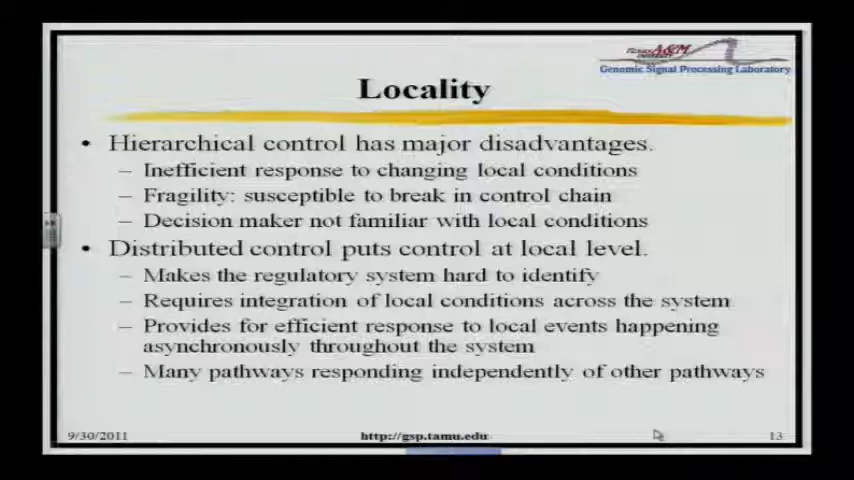 TEXAS A&M
UNIVERSITY
Genomic Signal Processing Laboratory
Locality
• Hierarchical control has major disadvantages.
– Inefficient response to changing local conditions
– Fragility: susceptible to break in control chain
– Decision maker not familiar with local conditions
• Distributed control puts control at local level.
– Makes the regulatory system hard to identify
– Requires integration of local conditions across the system
– Provides for efficient response to local events happening
asynchronously throughout the system
– Many pathways responding independently of other pathways
9/30/2011 http://gsp.tamu.edu 13